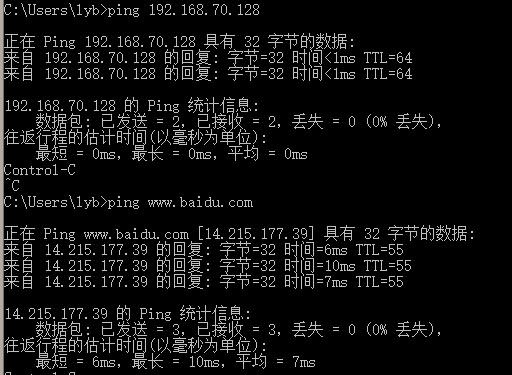 C:\Users\lyb>ping 192.168.70.128
正在 Ping 192.168.70.128 具有 32 字节的数据:
来自 192.168.70.128 的回复: 字节=32 时间<1ms TTL=64
来自 192.168.70.128 的回复: 字节=32 时间<1ms TTL=64
192.168.70.128 的 Ping 统计信息:
数据包: 已发送 = 2, 已接收 = 2, 丢失 = 0 (0% 丢失),
往返行程的估计时间(以毫秒为单位):
最短 = 0ms, 最长 = 0ms, 平均 = 0ms
Control-C
^C
C:\Users\lyb>ping www.baidu.com
正在 Ping www.baidu.com [14.215.177.39] 具有 32 字节的数据:
来自 14.215.177.39 的回复: 字节=32 时间=6ms TTL=55
来自 14.215.177.39 的回复: 字节=32 时间=10ms TTL=55
来自 14.215.177.39 的回复: 字节=32 时间=7ms TTL=55
14.215.177.39 的 Ping 统计信息:
数据包: 已发送 = 3, 已接收 = 3, 丢失 = 0 (0% 丢失),
往返行程的估计时间(以毫秒为单位):
最短 = 6ms, 最长 = 10ms, 平均 = 7ms